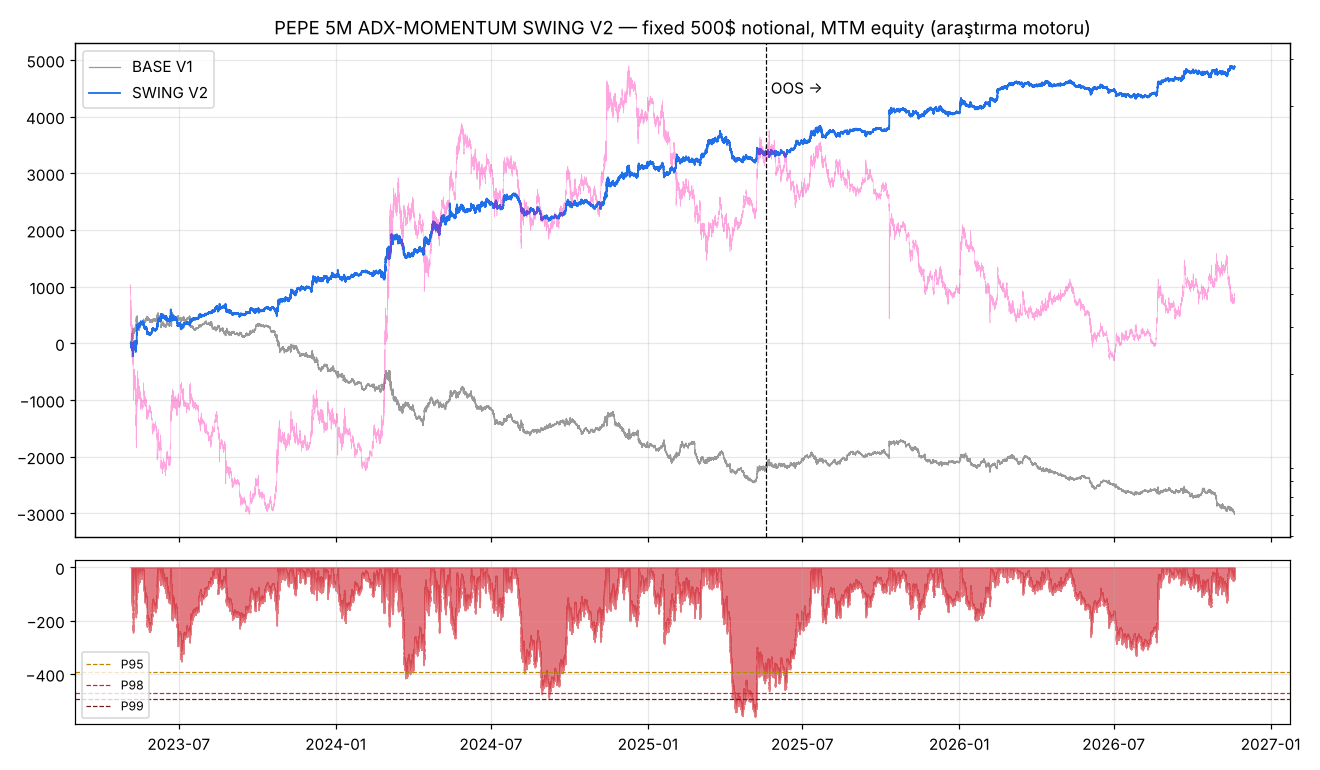 PEPE 5M ADX-MOMENTUM SWING V2 — fixed 500$ notional, MTM equity (araştırma motoru)
BASE V1
SWING V2
OOS →
5000
4000
3000
2000
1000
0
−1000
−2000
−3000
0
−200
−400
P95
P98
P99
2023-07
2024-01
2024-07
2025-01
2025-07
2026-01
2026-07
2027-01